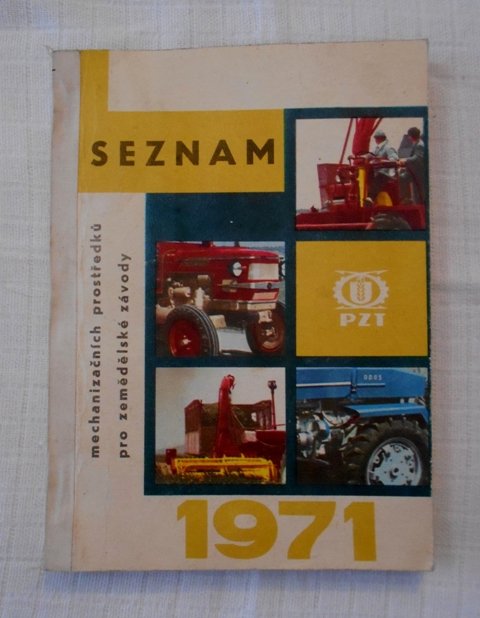 SEZNAM
mechanizačních prostředků
pro zemědělské závody
PZT
1971